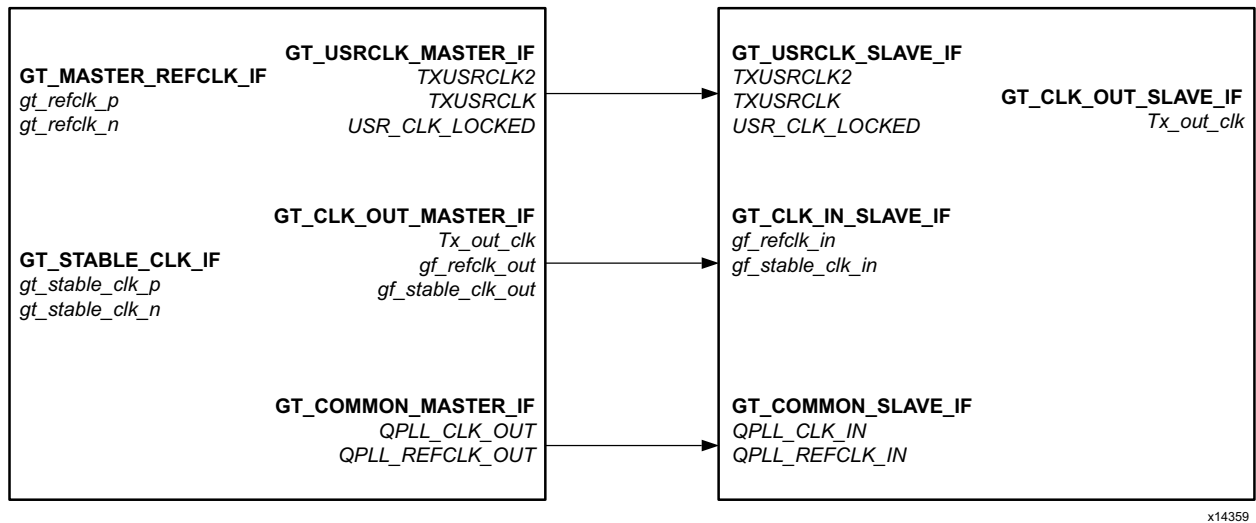 GT_USRCLK_MASTER_IF
TXUSRCLK2
TXUSRCLK
USR_CLK_LOCKED
GT_MASTER_REFCLK_IF
gt_refclk_p
gt_refclk_n
GT_CLK_OUT_MASTER_IF
Tx_out_clk
gf_refclk_out
gf_stable_clk_out
GT_STABLE_CLK_IF
gt_stable_clk_p
gt_stable_clk_n
GT_COMMON_MASTER_IF
QPLL_CLK_OUT
QPLL_REFCLK_OUT
GT_USRCLK_SLAVE_IF
TXUSRCLK2
TXUSRCLK
USR_CLK_LOCKED
GT_CLK_OUT_SLAVE_IF
Tx_out_clk
GT_CLK_IN_SLAVE_IF
gf_refclk_in
gf_stable_clk_in
GT_COMMON_SLAVE_IF
QPLL_CLK_IN
QPLL_REFCLK_IN
x14359